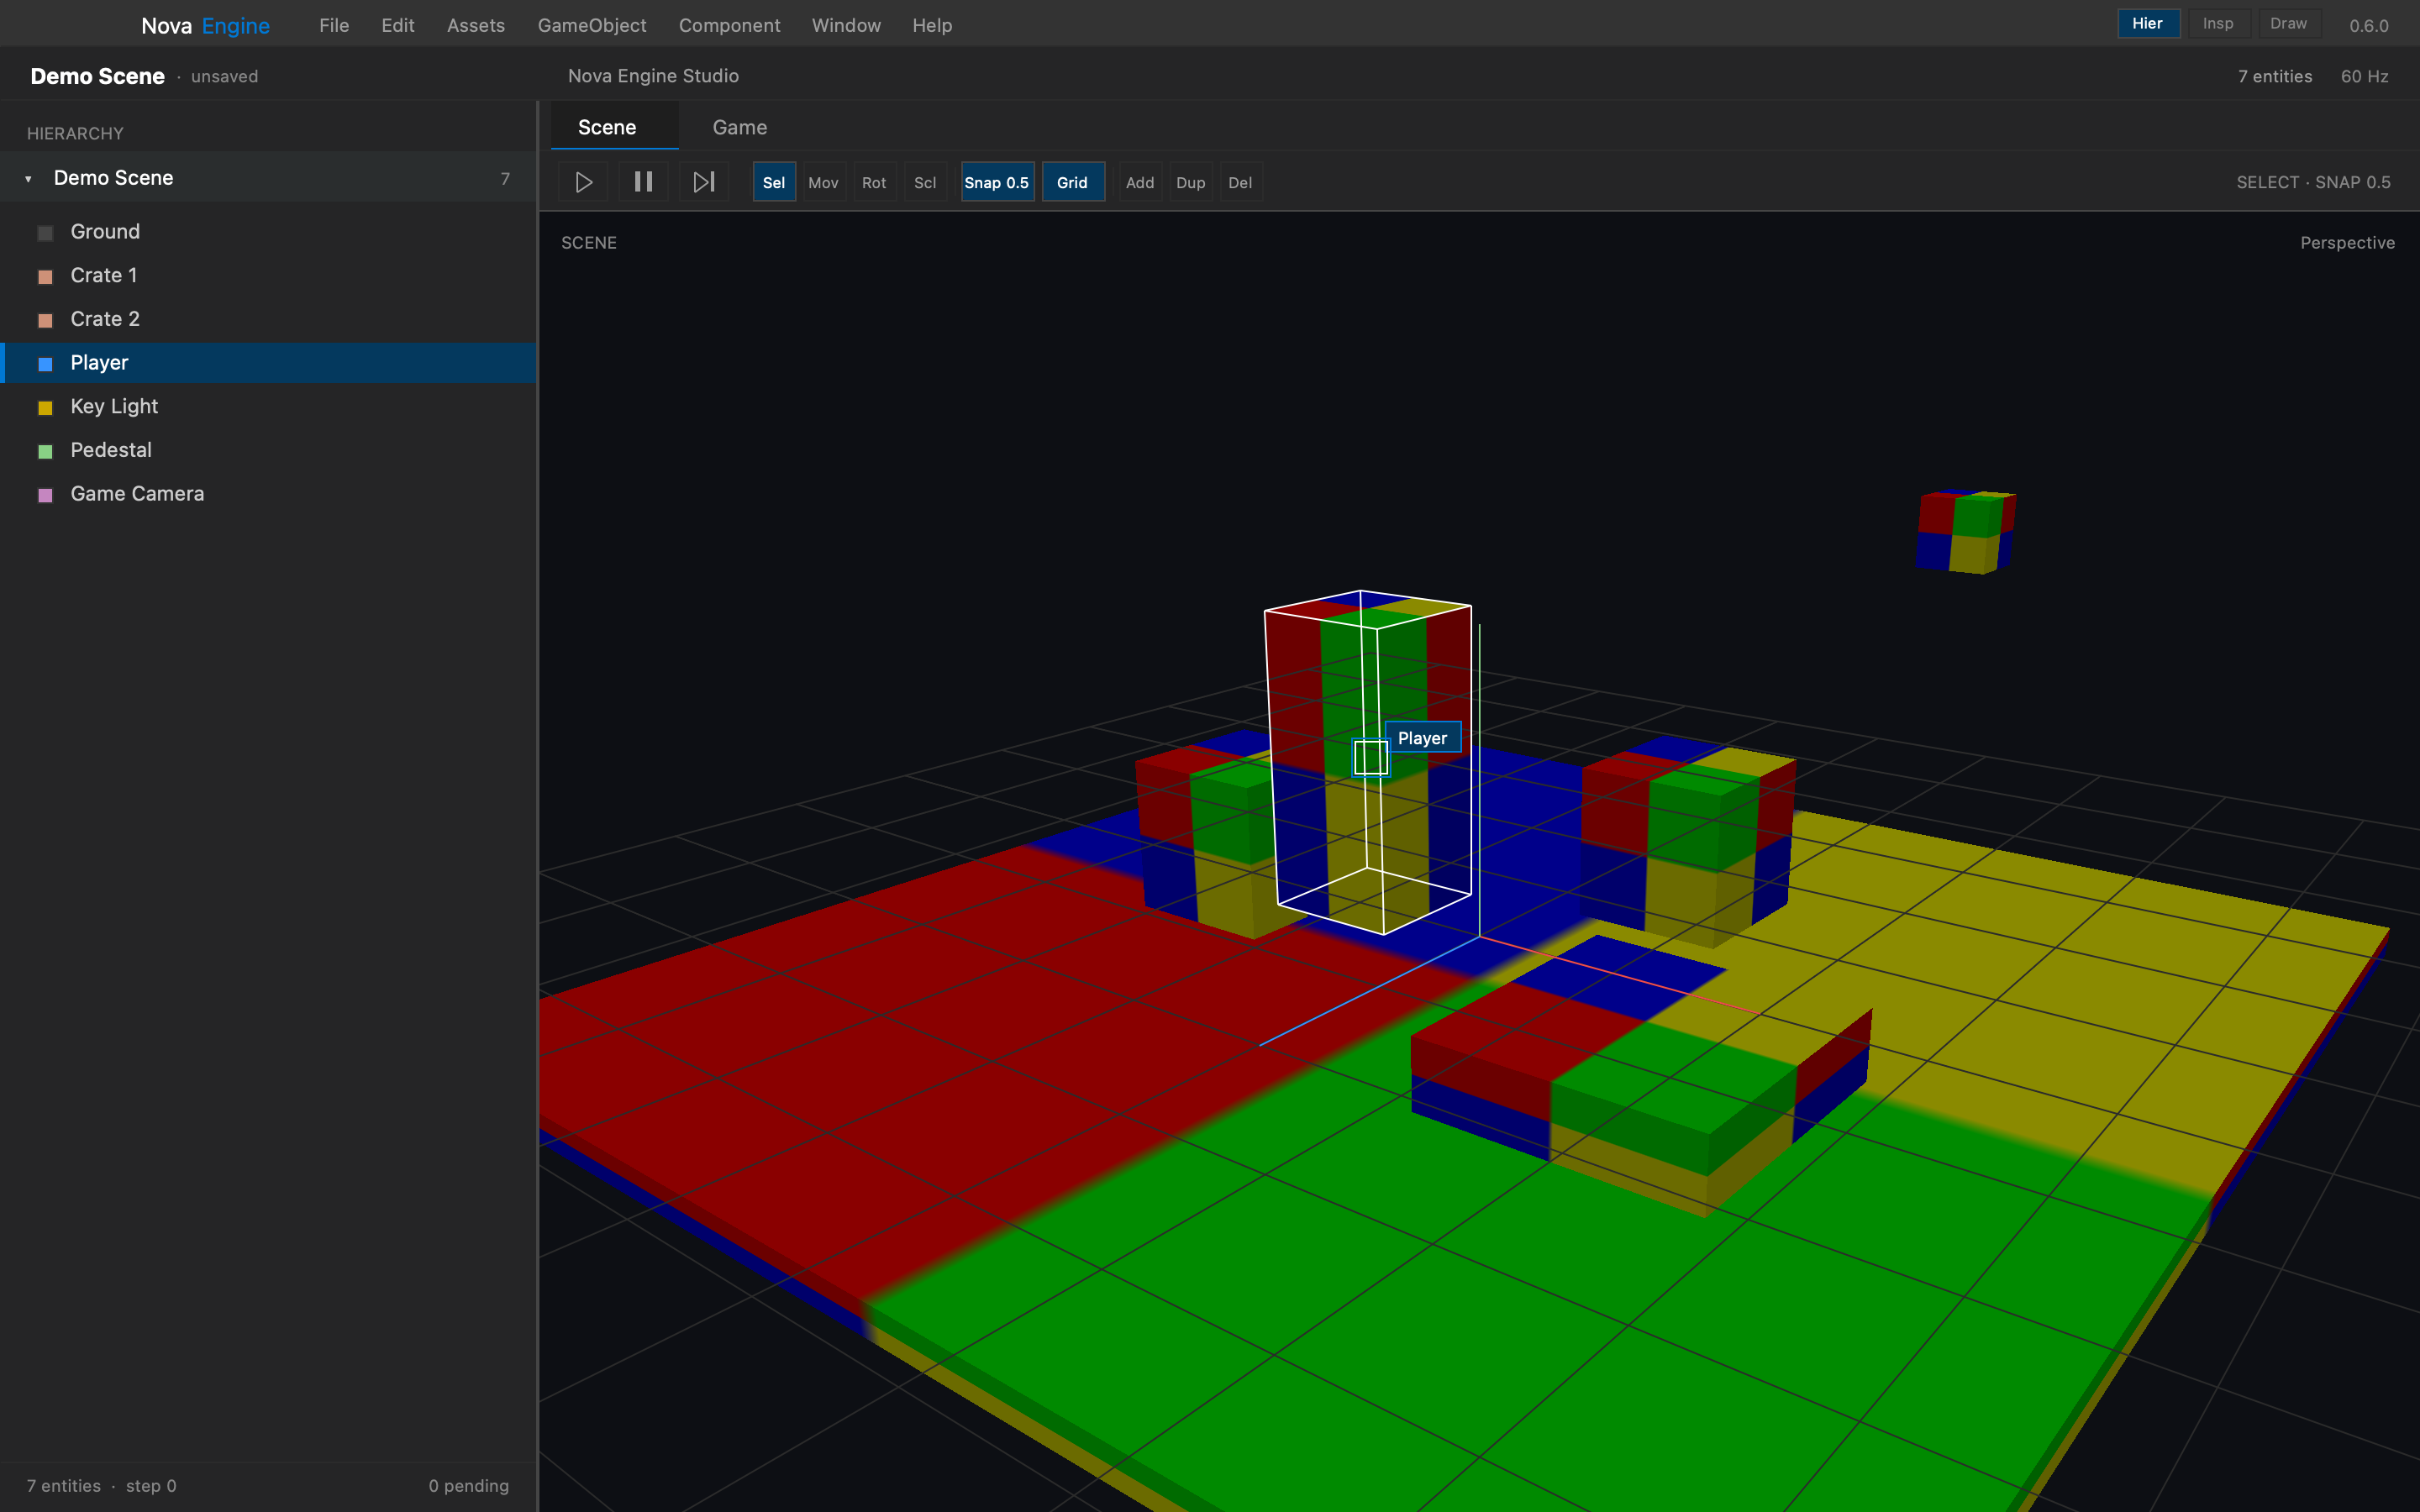 Nova Engine File Edit Assets GameObject Component Window Help Hier Insp Draw 0.6.0
Demo Scene · unsaved Nova Engine Studio 7 entities 60 Hz
HIERARCHY
Scene Game
▾ Demo Scene 7
Sel Mov Rot Scl Snap 0.5 Grid Add Dup Del SELECT · SNAP 0.5
Ground
Crate 1
Crate 2
Player
Key Light
Pedestal
Game Camera
SCENE Perspective
Player
7 entities · step 0 0 pending